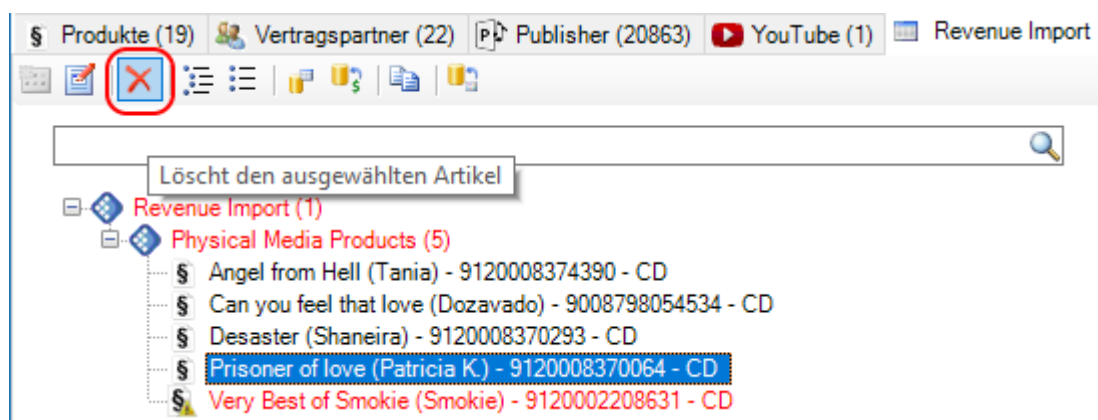 § Produkte (19) Vertragspartner (22) Publisher (20863) YouTube (1) Revenue Import
Löscht den ausgewählten Artikel
Revenue Import (1)
Physical Media Products (5)
§ Angel from Hell (Tania) - 9120008374390 - CD
§ Can you feel that love (Dozavado) - 9008798054534 - CD
§ Desaster (Shaneira) - 9120008370293 - CD
§ Prisoner of love (Patricia K.) - 9120008370064 - CD
§ Very Best of Smokie (Smokie) - 9120002208631 - CD